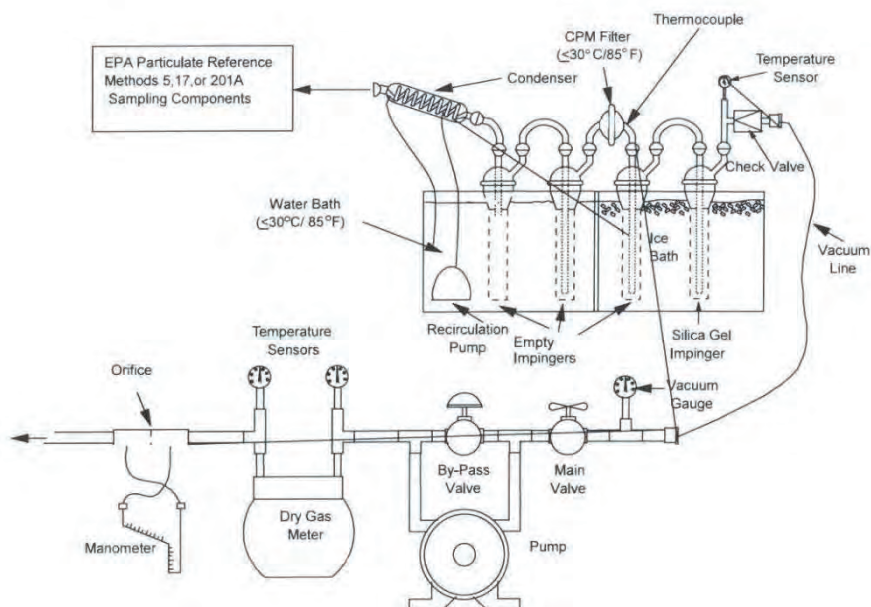 EPA Particulate Reference
Methods 5,17,or 201A
Sampling Components
Condenser
CPM Filter
(≤30° C/85° F)
Thermocouple
Temperature
Sensor
Check Valve
Water Bath
(≤30°C/ 85°F)
Ice
Bath
Vacuum
Line
Recirculation
Pump
Empty
Impingers
Silica Gel
Impinger
Temperature
Sensors
Orifice
Vacuum
Gauge
By-Pass
Valve
Main
Valve
Dry Gas
Meter
Manometer
Pump